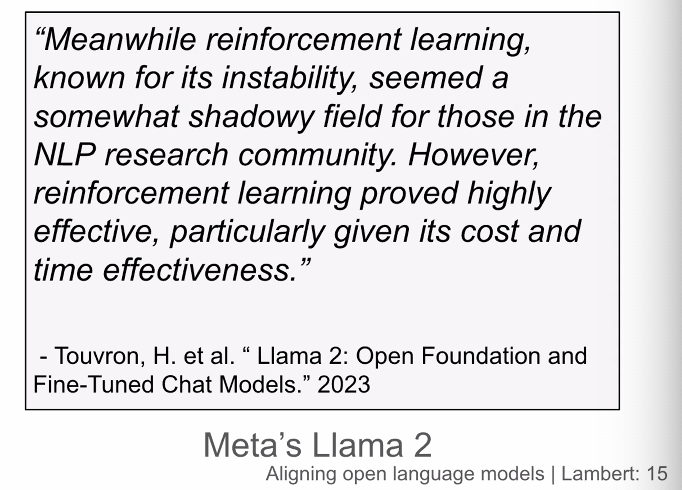 “Meanwhile reinforcement learning,
known for its instability, seemed a
somewhat shadowy field for those in the
NLP research community. However,
reinforcement learning proved highly
effective, particularly given its cost and
time effectiveness.”
- Touvron, H. et al. “ Llama 2: Open Foundation and
Fine-Tuned Chat Models.” 2023
Meta’s Llama 2
Aligning open language models | Lambert: 15